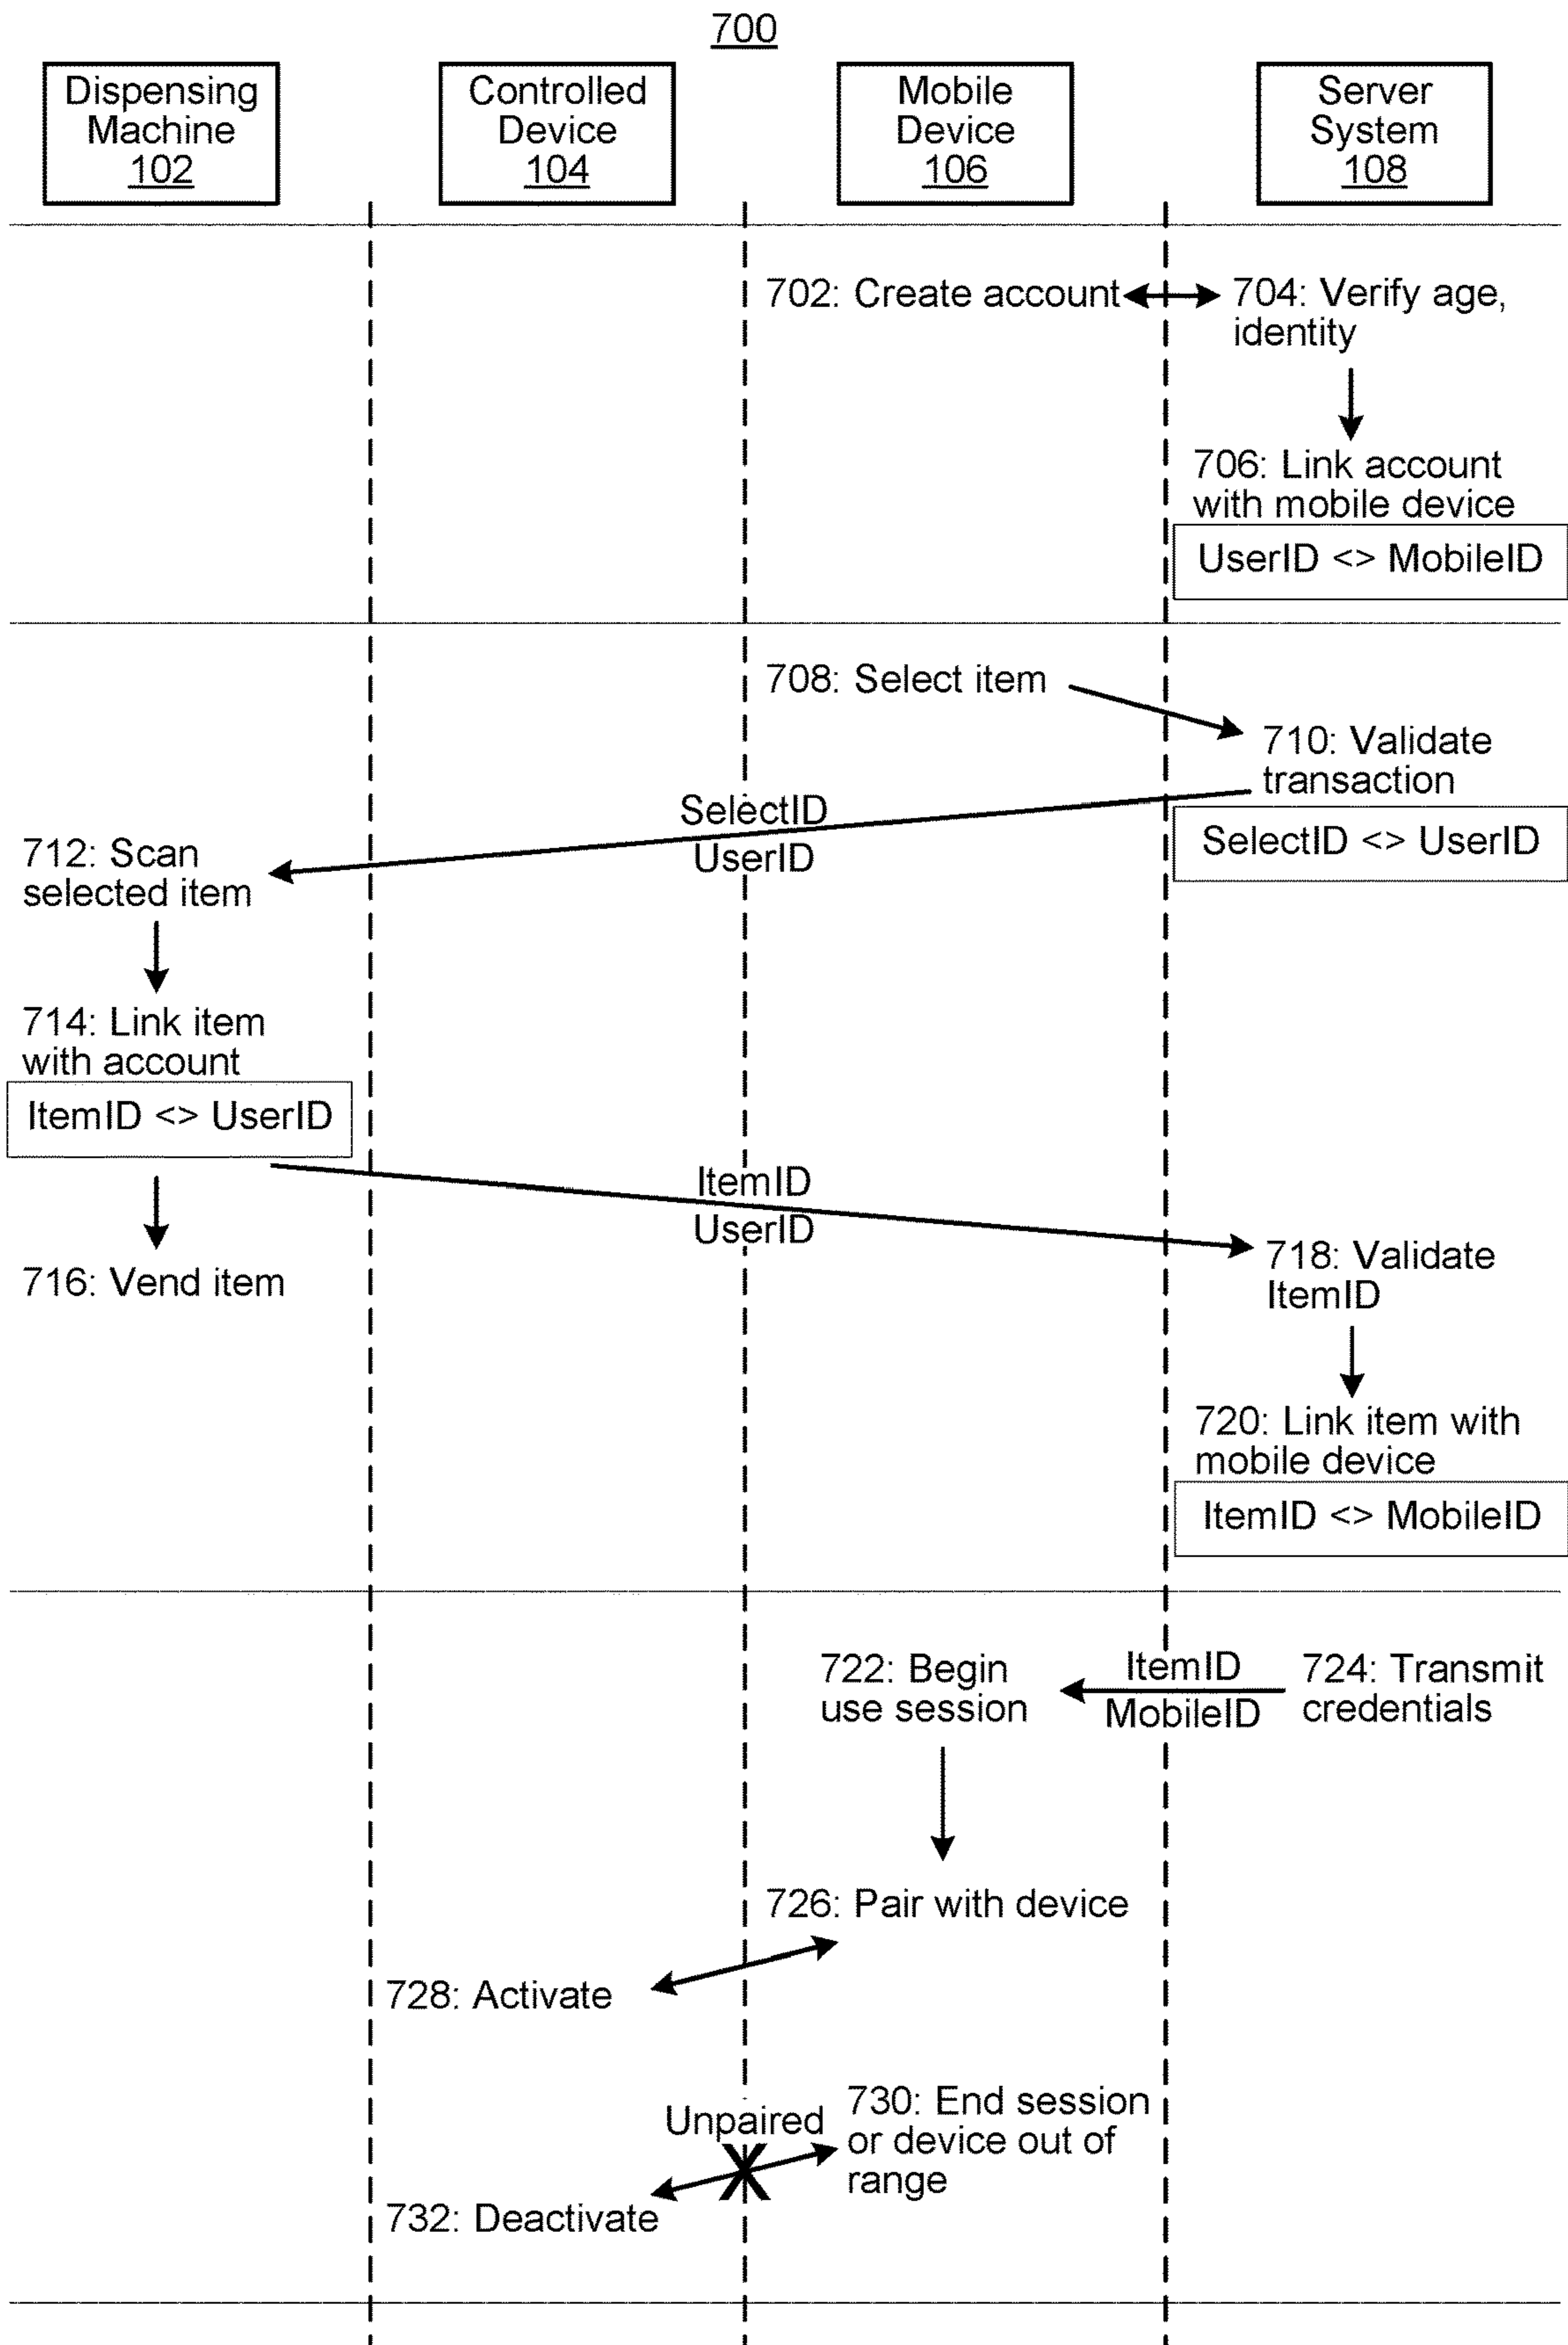 700
Dispensing
Machine
102
Controlled
Device
104
Mobile
Device
106
Server
System
108
702: Create account
704: Verify age,
identity
706: Link account
with mobile device
UserID <> MobileID
708: Select item
710: Validate
transaction
SelectID <> UserID
SelectID
UserID
712: Scan
selected item
714: Link item
with account
ItemID <> UserID
ItemID
UserID
716: Vend item
718: Validate
ItemID
720: Link item with
mobile device
ItemID <> MobileID
722: Begin
use session
ItemID
MobileID
724: Transmit
credentials
726: Pair with device
728: Activate
Unpaired
730: End session
or device out of
range
732: Deactivate